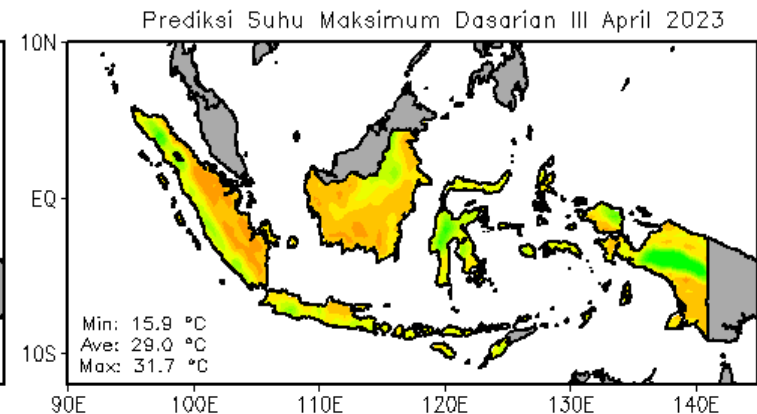 Prediksi Suhu Maksimum Dasarian III April 2023
10N
EQ
10S
Min: 15.9 °C
Ave: 29.0 °C
Max: 31.7 °C
90E 100E 110E 120E 130E 140E